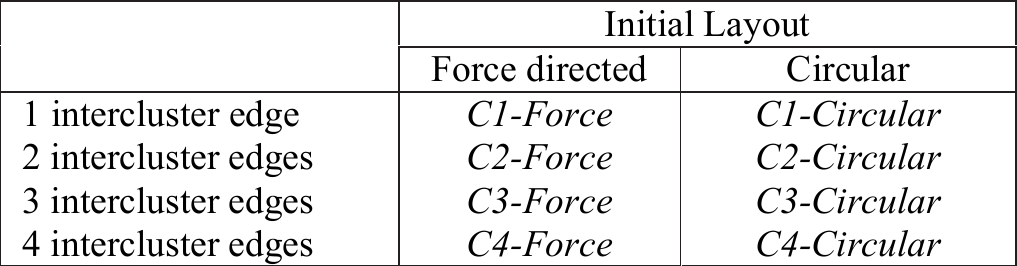 Initial Layout
Force directed Circular
1 intercluster edge C1-Force C1-Circular
2 intercluster edges C2-Force C2-Circular
3 intercluster edges C3-Force C3-Circular
4 intercluster edges C4-Force C4-Circular